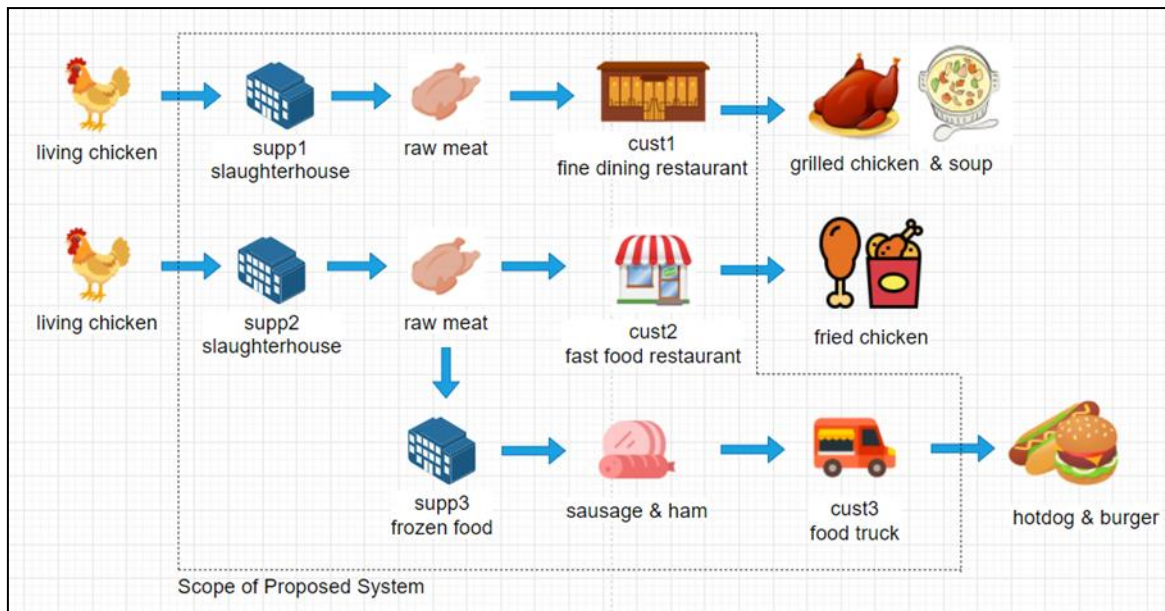 living chicken
supp1
slaughterhouse
raw meat
cust1
fine dining restaurant
grilled chicken & soup
living chicken
supp2
slaughterhouse
raw meat
cust2
fast food restaurant
fried chicken
supp3
frozen food
sausage & ham
cust3
food truck
hotdog & burger
Scope of Proposed System